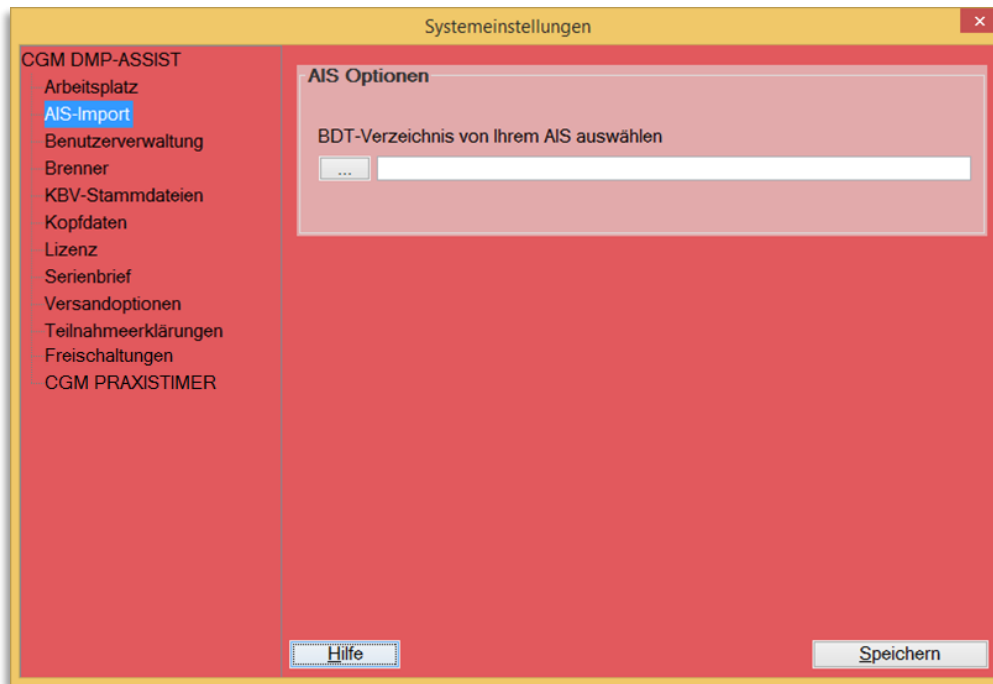 Systemeinstellungen
CGM DMP-ASSIST
Arbeitsplatz
AIS-Import
Benutzerverwaltung
Brenner
KBV-Stammdateien
Kopfdaten
Lizenz
Serienbrief
Versandoptionen
Teilnahmeerklärungen
Freischaltungen
CGM PRAXISTIMER
AIS Optionen
BDT-Verzeichnis von Ihrem AIS auswählen
...
Hilfe
Speichern